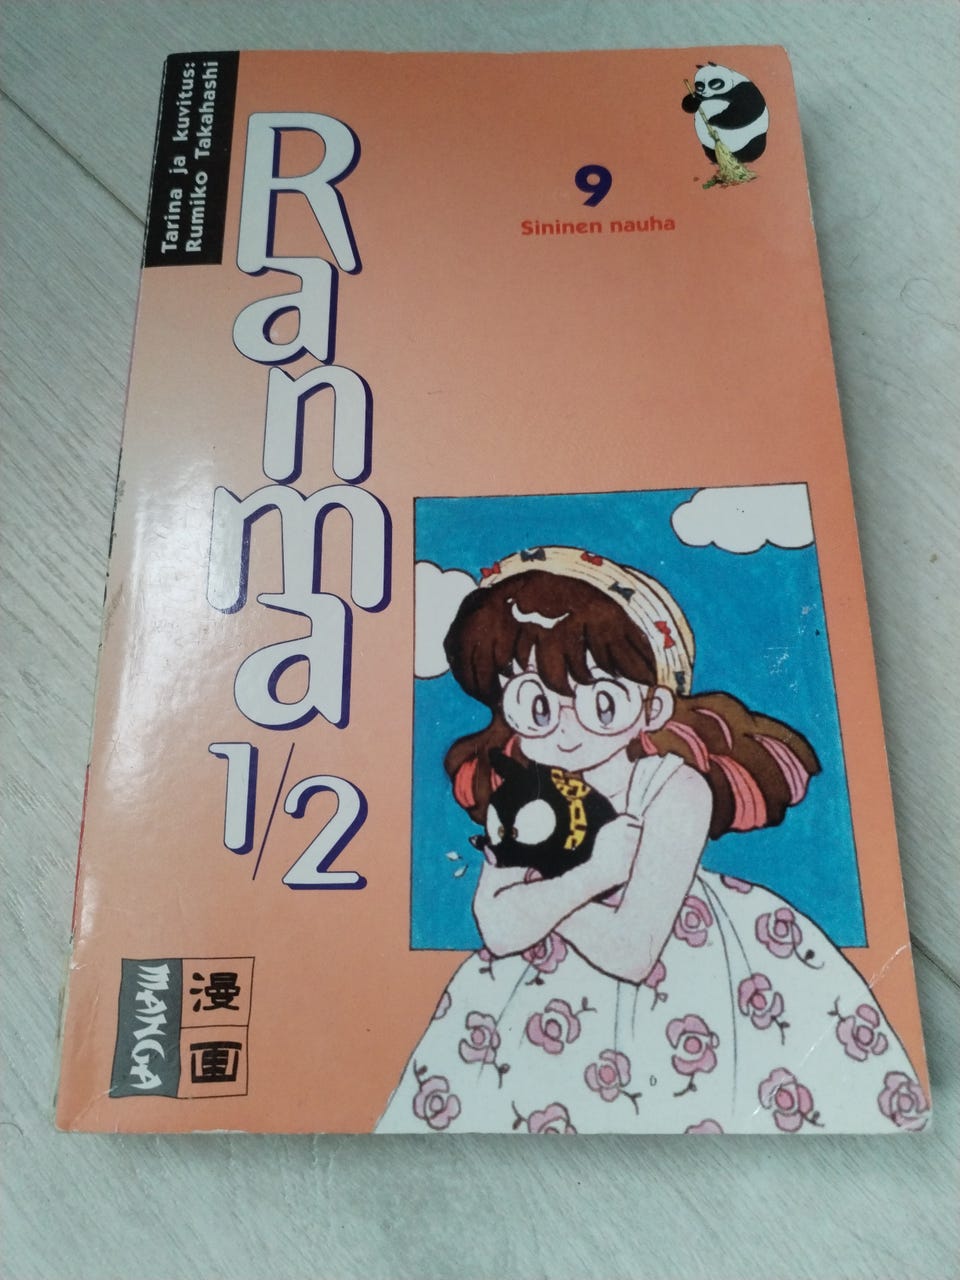 Tarina ja kuvitus:
Rumiko Takahashi
Ranma
1/2
9
Sininen nauha
MANGA
漫画